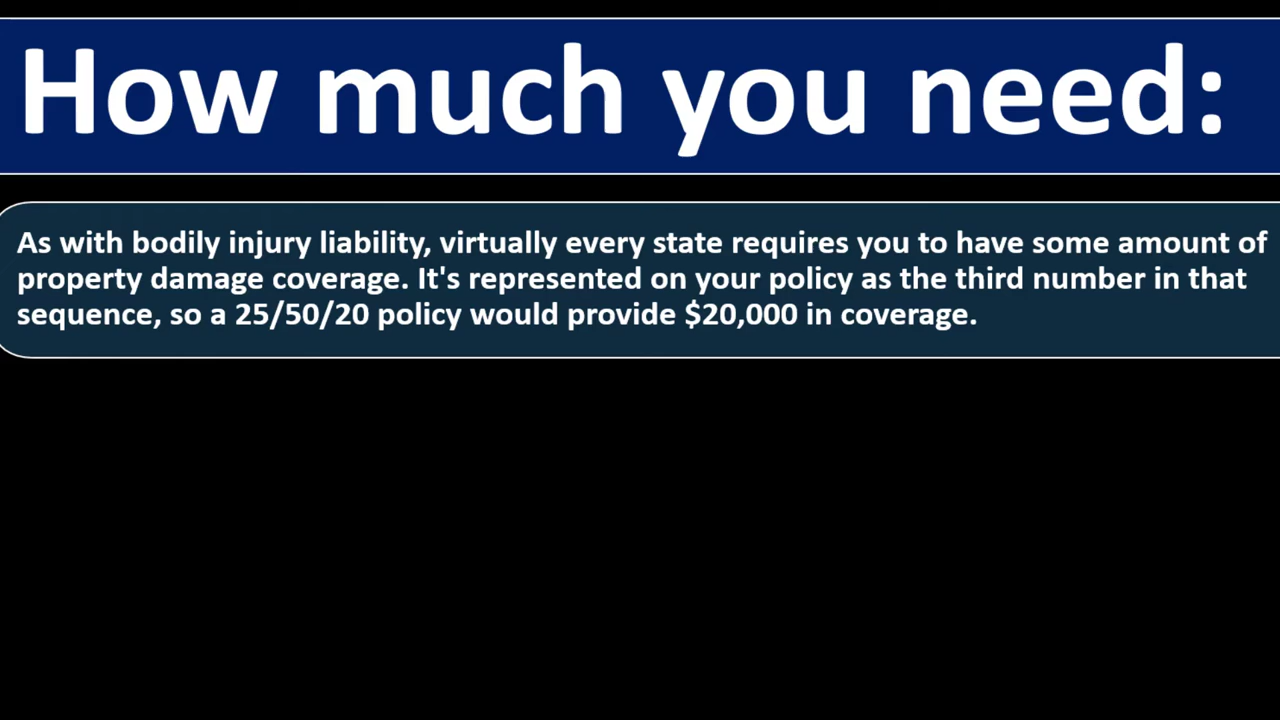 How much you need:
As with bodily injury liability, virtually every state requires you to have some amount of
property damage coverage. It's represented on your policy as the third number in that
sequence, so a 25/50/20 policy would provide $20,000 in coverage.